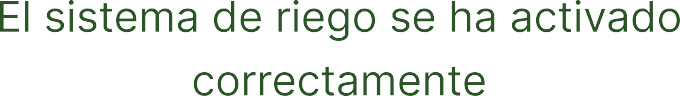 El sistema de riego se ha activado
correctamente